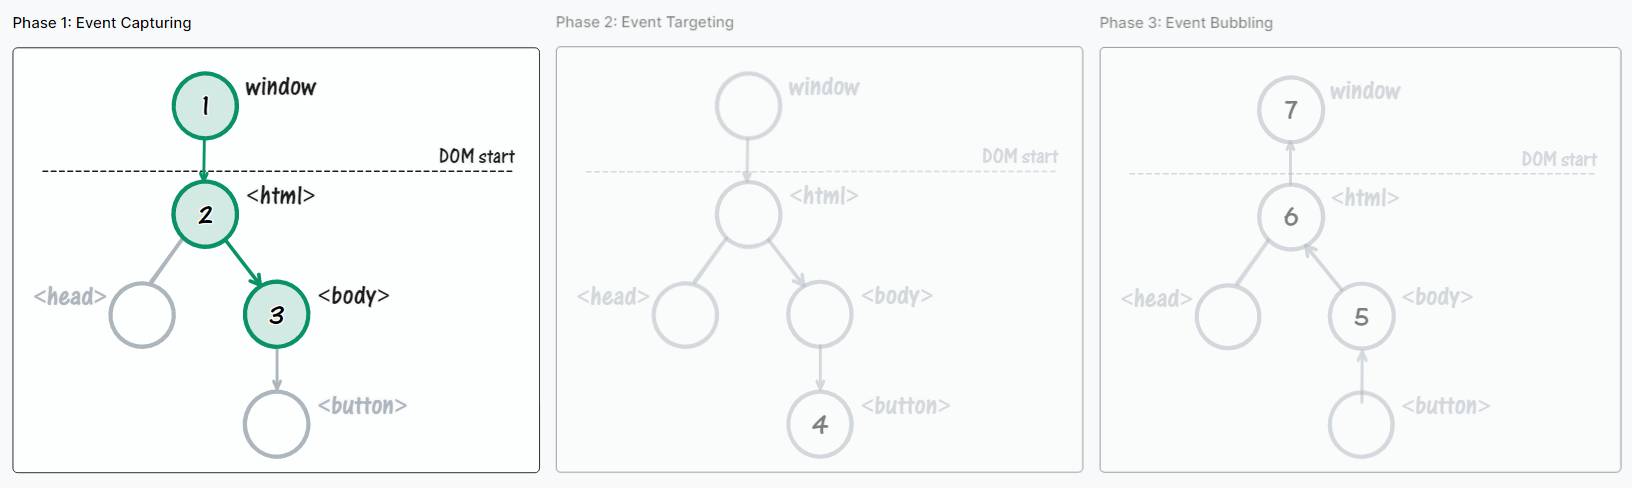 Phase 1: Event Capturing
1
window
DOM start
2
<html>
<head>
3
<body>
<button>
Phase 2: Event Targeting
window
DOM start
<html>
<head>
<body>
4
<button>
Phase 3: Event Bubbling
7
window
DOM start
6
<html>
<head>
5
<body>
<button>